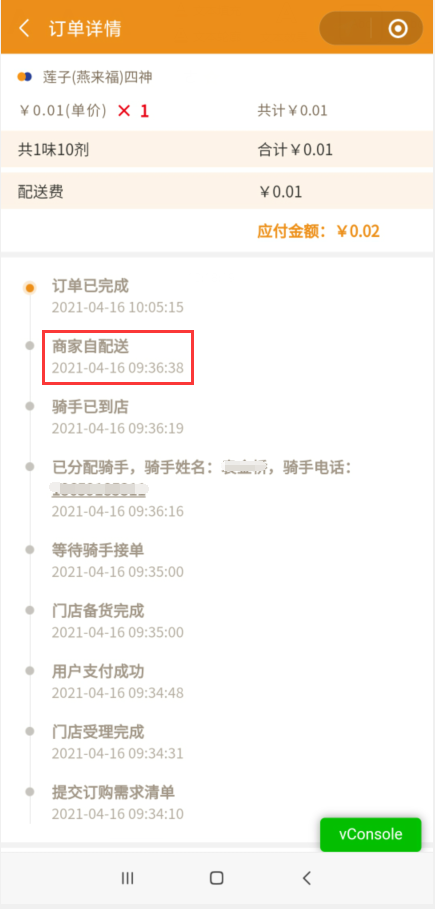 订单详情
莲子(燕来福)四神
￥0.01(单价) × 1 共计￥0.01
共1味10剂 合计￥0.01
配送费 ￥0.01
应付金额：￥0.02
订单已完成
2021-04-16 10:05:15
商家自配送
2021-04-16 09:36:38
骑手已到店
2021-04-16 09:36:19
已分配骑手，骑手姓名：，骑手电话：
2021-04-16 09:36:16
等待骑手接单
2021-04-16 09:35:00
门店备货完成
2021-04-16 09:35:00
用户支付成功
2021-04-16 09:34:48
门店受理完成
2021-04-16 09:34:31
提交订购需求清单
2021-04-16 09:34:10
vConsole